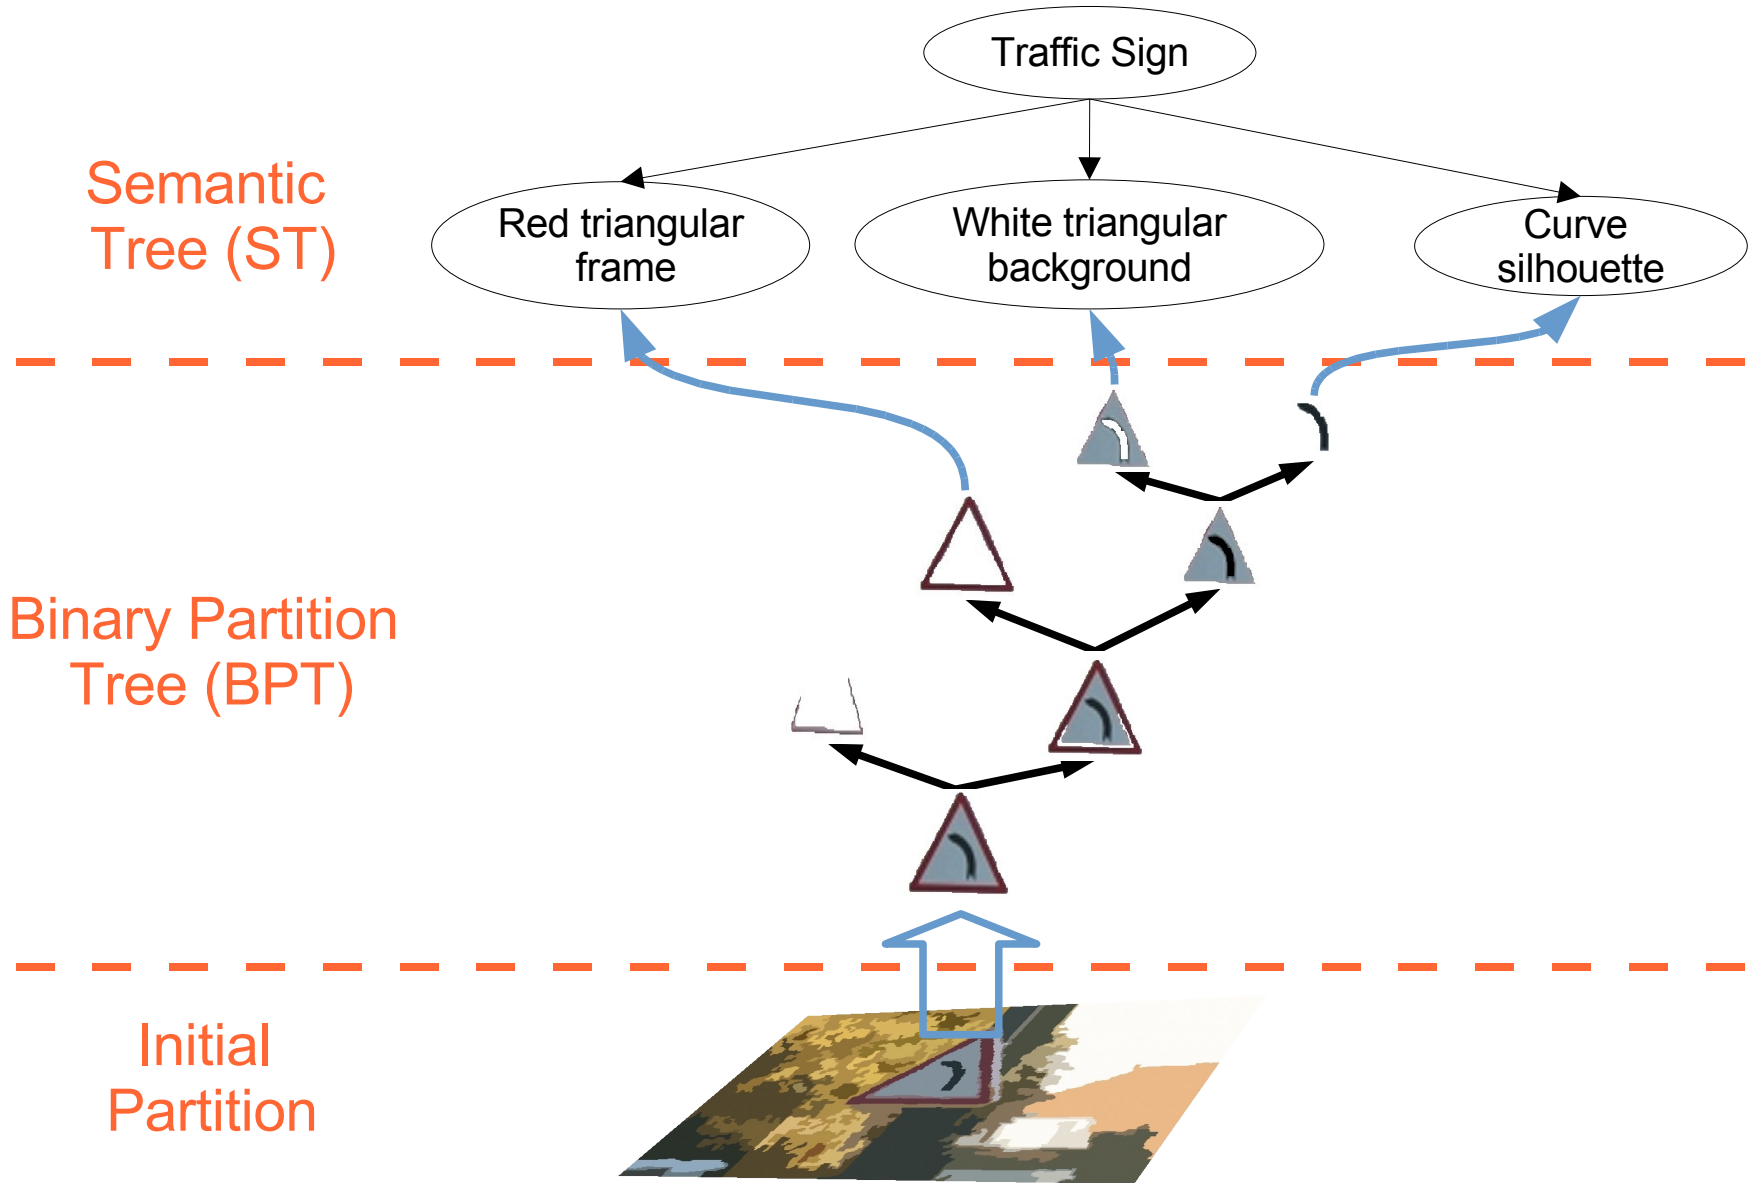 Traffic Sign
Semantic
Tree (ST)
Red triangular
frame
White triangular
background
Curve
silhouette
Binary Partition
Tree (BPT)
Initial
Partition